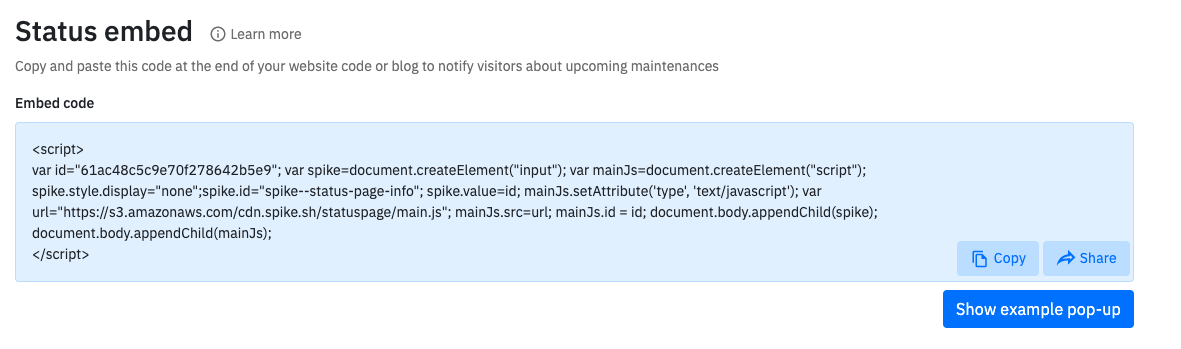 Status embed
Learn more
Copy and paste this code at the end of your website code or blog to notify visitors about upcoming maintenances
Embed code
<script>
var id="61ac48c5c9e70f278642b5e9"; var spike=document.createElement("input"); var mainJs=document.createElement("script");
spike.style.display="none";spike.id="spike--status-page-info"; spike.value=id; mainJs.setAttribute('type', 'text/javascript'); var
url="https://s3.amazonaws.com/cdn.spike.sh/statuspage/main.js"; mainJs.src=url; mainJs.id = id; document.body.appendChild(spike);
document.body.appendChild(mainJs);
</script>
Copy
Share
Show example pop-up